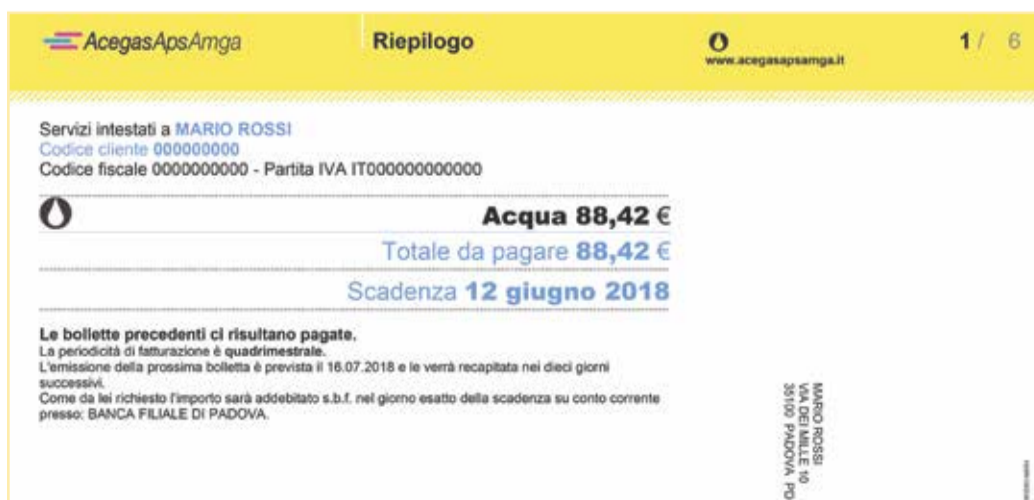 AcegasApsAmga
Riepilogo
www.acegasapsamga.it
1 / 6
Servizi intestati a MARIO ROSSI
Codice cliente 000000000
Codice fiscale 0000000000 - Partita IVA IT000000000000
Acqua 88,42 €
Totale da pagare 88,42 €
Scadenza 12 giugno 2018
Le bollette precedenti ci risultano pagate.
La periodicità di fatturazione è quadrimestrale.
L'emissione della prossima bolletta è prevista il 16.07.2018 e le verrà recapitata nei dieci giorni
successivi.
Come da lei richiesto l'importo sarà addebitato s.b.f. nel giorno esatto della scadenza su conto corrente
presso: BANCA FILIALE DI PADOVA.
MARIO ROSSI
VIA DEI MILLE 10
35100 PADOVA PD